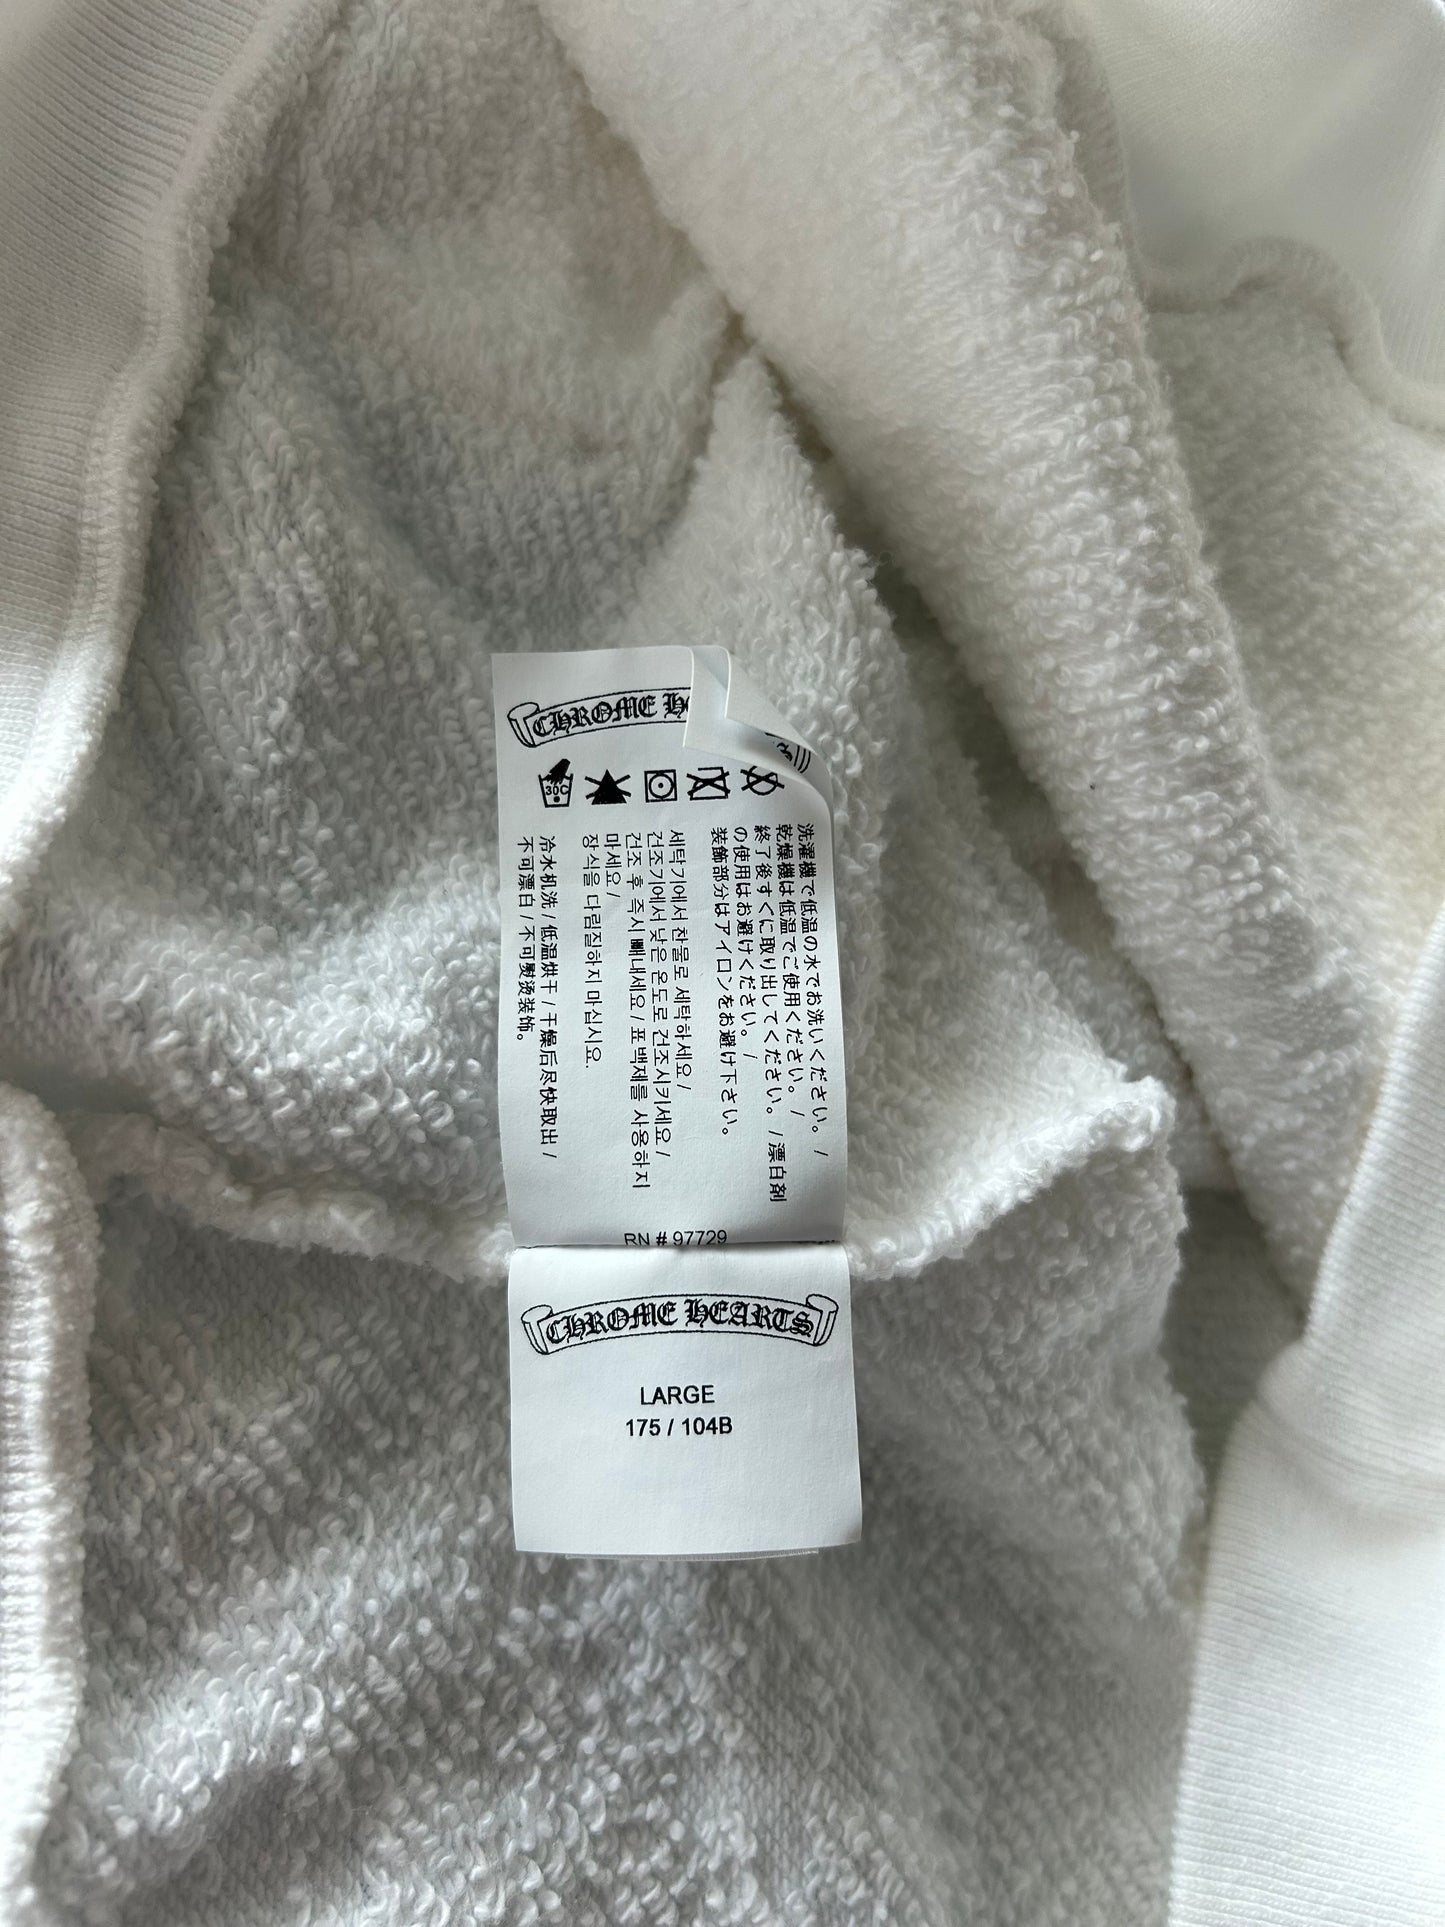 CHROME
30C
洗濯機で低温の水でお洗いください。/
乾燥機は低温でご使用ください。/
終了後すぐに取り出してください。/漂白剤
の使用はお避けください。/
装飾部分はアイロンをお避け下さい。
세탁기에서 찬물로 세탁하세요 /
건조기에서 낮은 온도로 건조시키세요 /
건조 후 즉시 빼내세요 / 표백제를 사용하지
마세요 /
장식을 다림질하지 마십시요.
冷水机洗 / 低温烘干 / 干燥后尽快取出 /
不可漂白 / 不可熨烫装饰。
RN # 97729
CHROME HEARTS
LARGE
175 / 104B